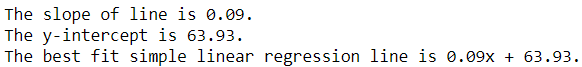 The slope of line is 0.09.
The y-intercept is 63.93.
The best fit simple linear regression line is 0.09x + 63.93.